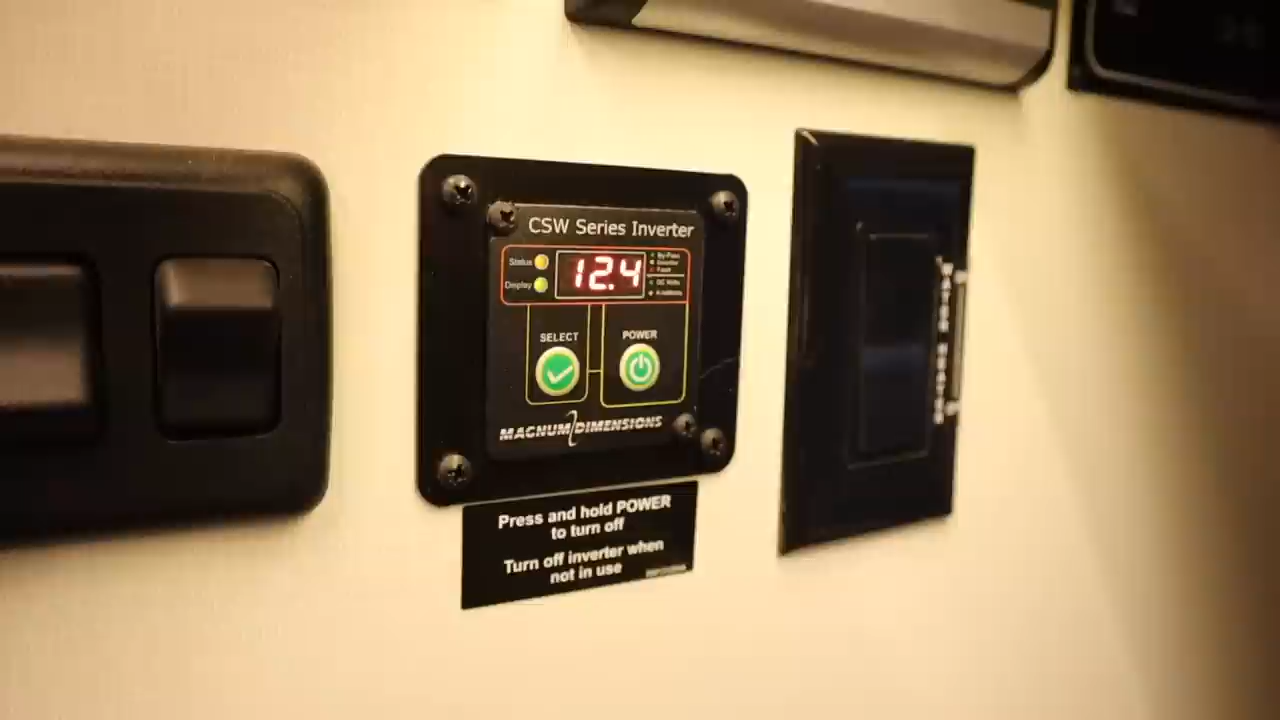 CSW Series Inverter
Status
Display
12.4
By-Pass
Inverter
Fault
DC Volts
SELECT
POWER
MAGNUM DIMENSIONS
Press and hold POWER
to turn off
Turn off inverter when
not in use